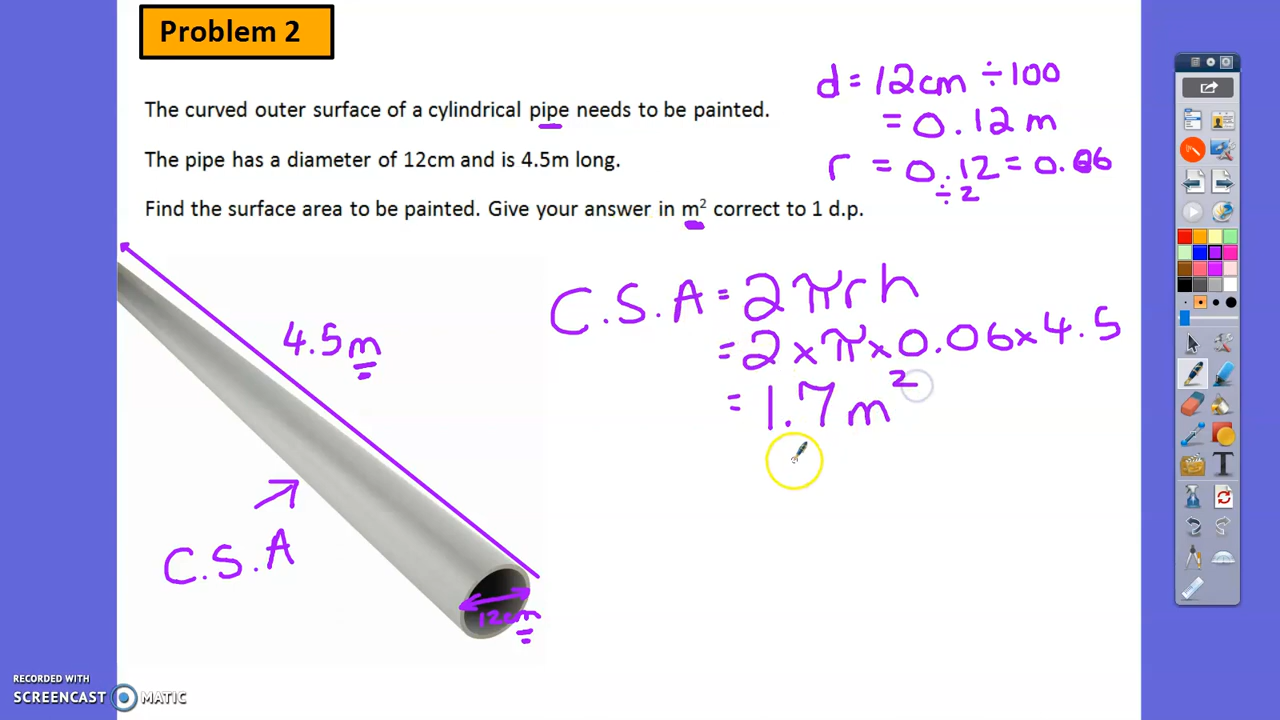 Problem 2
The curved outer surface of a cylindrical pipe needs to be painted.
The pipe has a diameter of 12cm and is 4.5m long.
Find the surface area to be painted. Give your answer in m² correct to 1 d.p.
d = 12cm ÷ 100
= 0.12 m
r = 0.12 = 0.06
÷ 2
C.S.A = 2πrh
= 2 × π × 0.06 × 4.5
= 1.7 m²
4.5m
C.S.A
12cm
RECORDED WITH
SCREENCAST MATIC